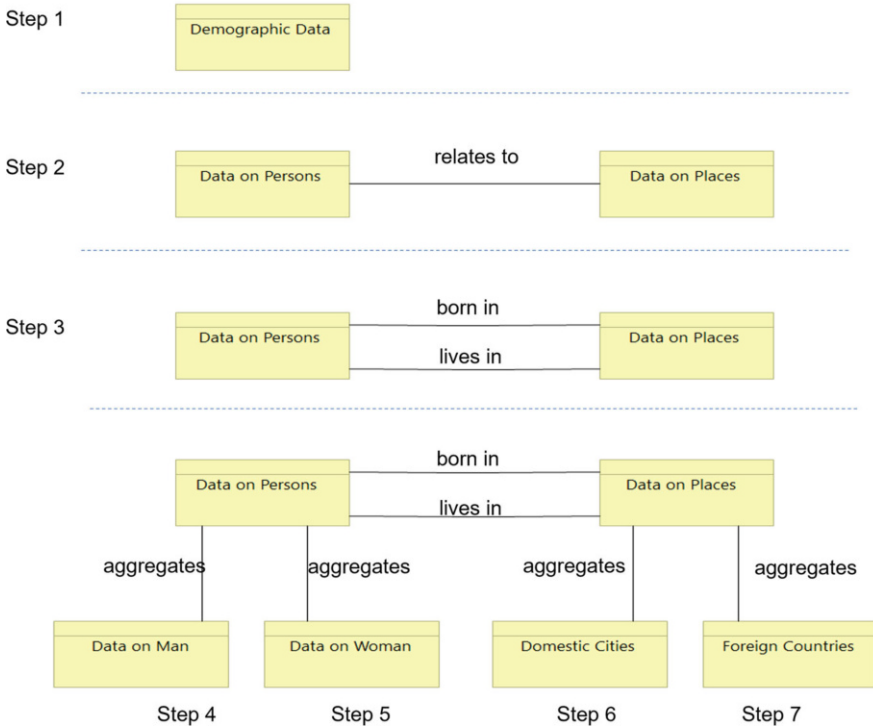 Step 1
Demographic Data
Step 2
Data on Persons
relates to
Data on Places
Step 3
Data on Persons
born in
lives in
Data on Places
Data on Persons
born in
lives in
Data on Places
aggregates
aggregates
aggregates
aggregates
Data on Man
Data on Woman
Domestic Cities
Foreign Countries
Step 4
Step 5
Step 6
Step 7